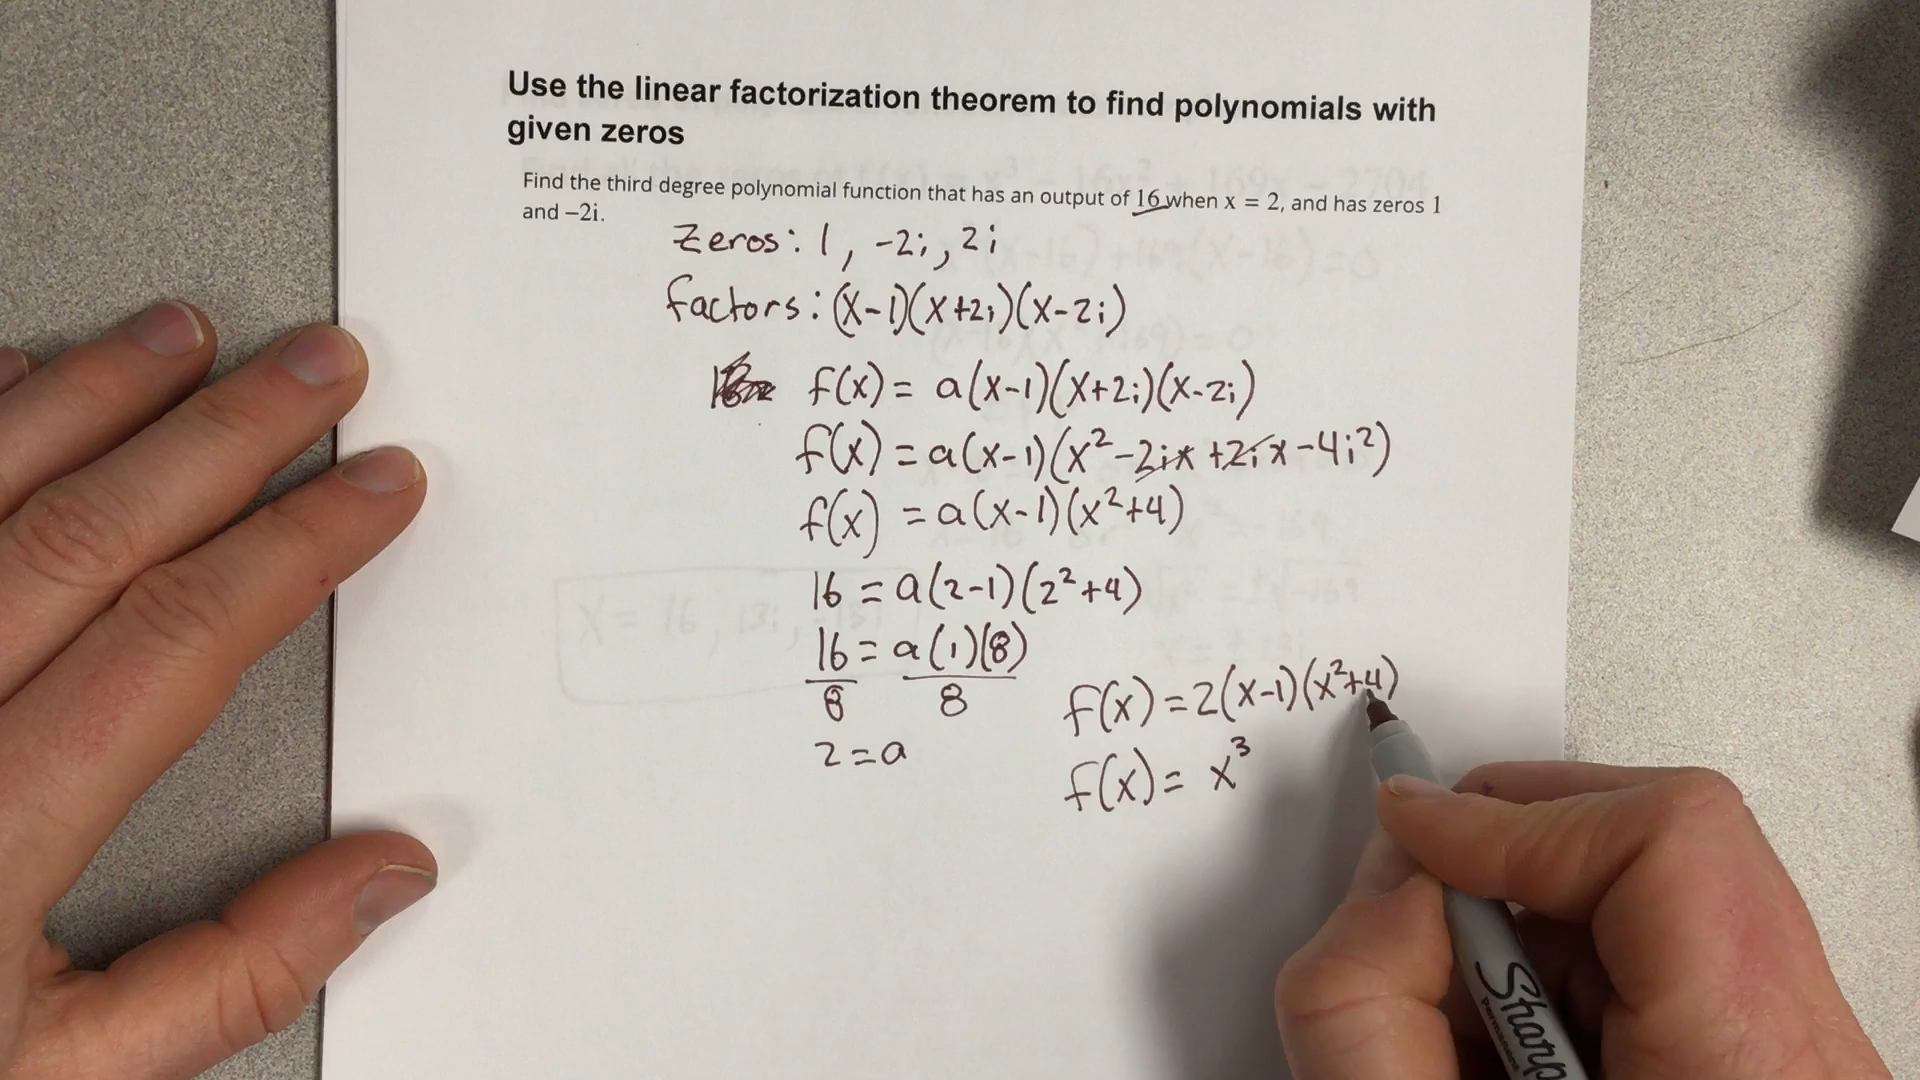 Use the linear factorization theorem to find polynomials with
given zeros
Find the third degree polynomial function that has an output of 16 when x = 2, and has zeros 1
and −2i.
Zeros: 1, -2i, 2i
factors: (x-1)(x+2i)(x-2i)
f(x) = a(x-1)(x+2i)(x-2i)
f(x) = a(x-1)(x²-2ix+2ix-4i²)
f(x) = a(x-1)(x²+4)
16 = a(2-1)(2²+4)
16 = a(1)(8)
8 8
2=a
f(x) = 2(x-1)(x²+4)
f(x) = x³
Sharp